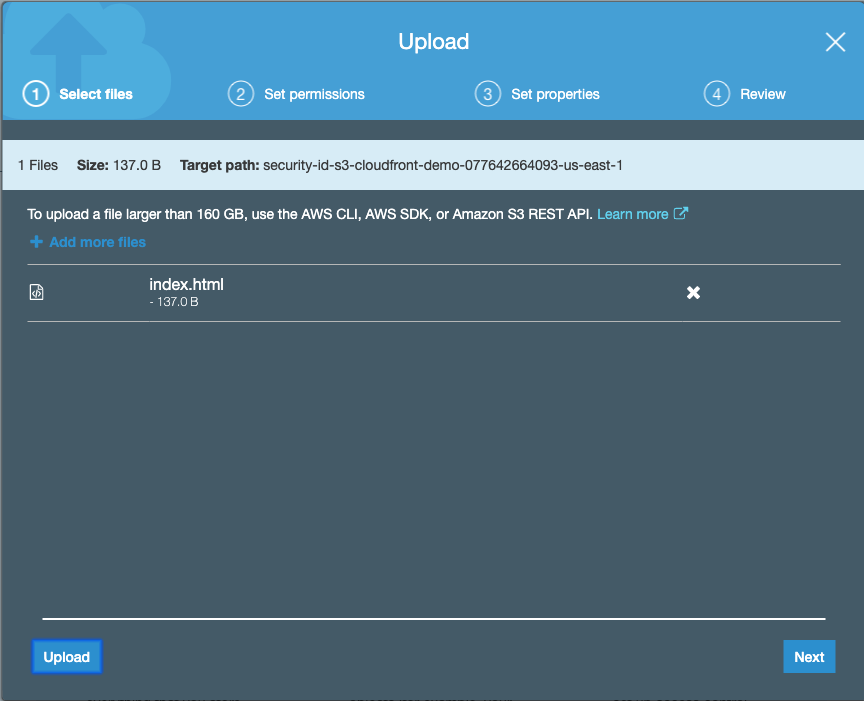 Upload
1 Select files 2 Set permissions 3 Set properties 4 Review
1 Files Size: 137.0 B Target path: security-id-s3-cloudfront-demo-077642664093-us-east-1
To upload a file larger than 160 GB, use the AWS CLI, AWS SDK, or Amazon S3 REST API. Learn more
Add more files
index.html
- 137.0 B
Upload Next